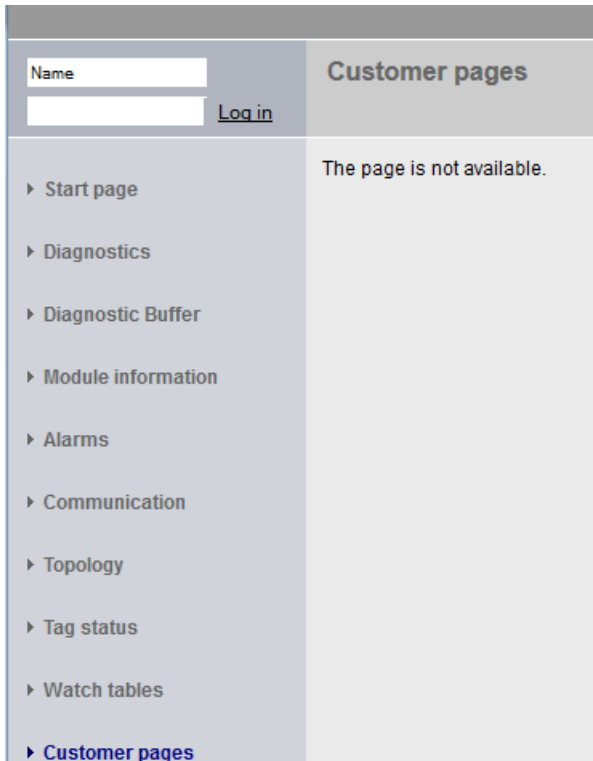 Name
Log in
Customer pages
The page is not available.
Start page
Diagnostics
Diagnostic Buffer
Module information
Alarms
Communication
Topology
Tag status
Watch tables
Customer pages